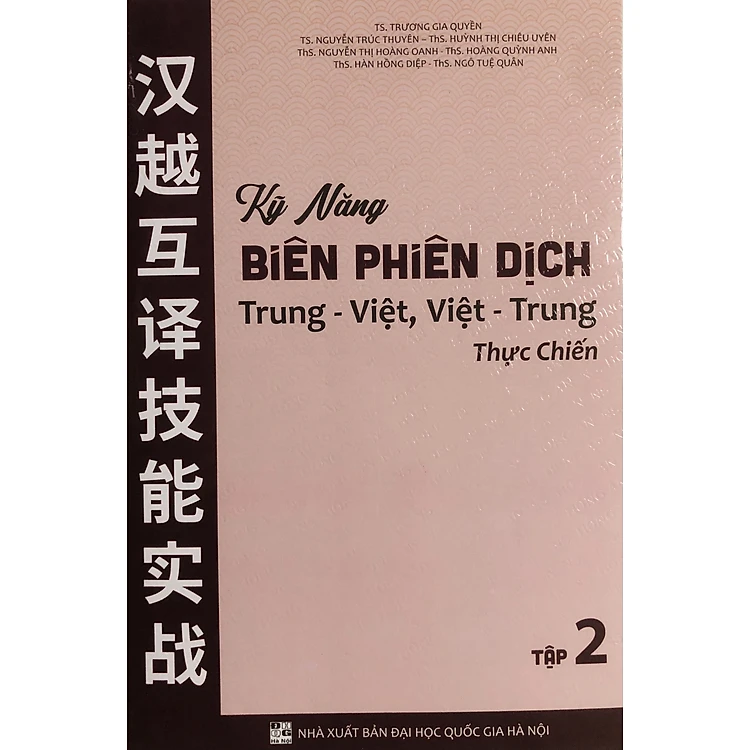 TS. TRƯƠNG GIA QUYỀN
TS. NGUYỄN TRÚC THUYÊN – ThS. HUỲNH THỊ CHIÊU UYÊN
ThS. NGUYỄN THỊ HOÀNG OANH - ThS. HOÀNG QUỲNH ANH
ThS. HÀN HỒNG DIỆP - ThS. NGÔ TUỆ QUÂN
汉越互译技能实战
Kỹ Năng
BIÊN PHIÊN DỊCH
Trung - Việt, Việt - Trung
Thực Chiến
TẬP 2
Hà Nội
NHÀ XUẤT BẢN ĐẠI HỌC QUỐC GIA HÀ NỘI